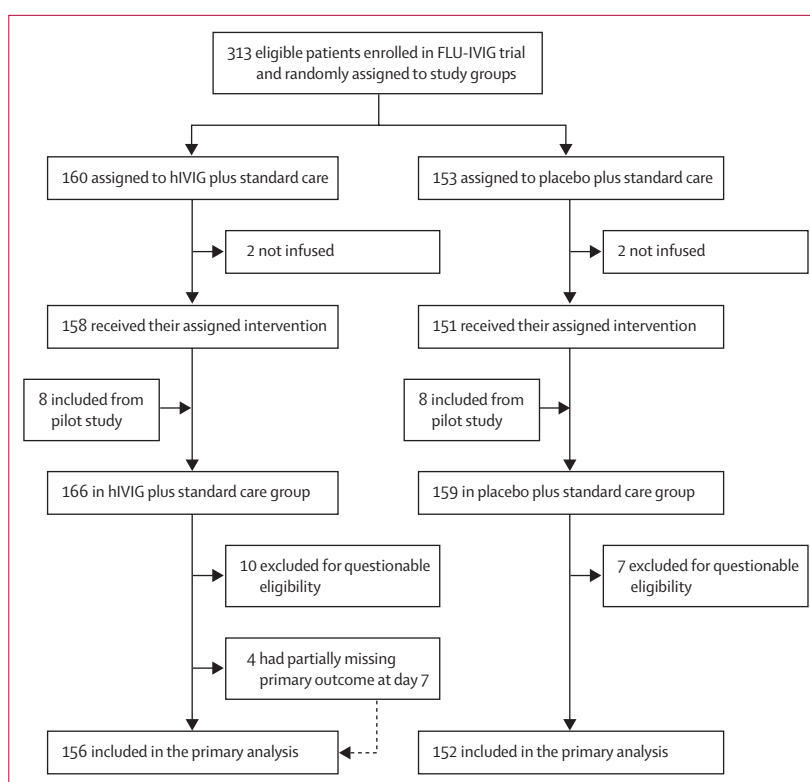 313 eligible patients enrolled in FLU-IVIG trial
and randomly assigned to study groups
160 assigned to hIVIG plus standard care
153 assigned to placebo plus standard care
2 not infused
2 not infused
158 received their assigned intervention
151 received their assigned intervention
8 included from
pilot study
8 included from
pilot study
166 in hIVIG plus standard care group
159 in placebo plus standard care group
10 excluded for questionable
eligibility
7 excluded for questionable
eligibility
4 had partially missing
primary outcome at day 7
156 included in the primary analysis
152 included in the primary analysis